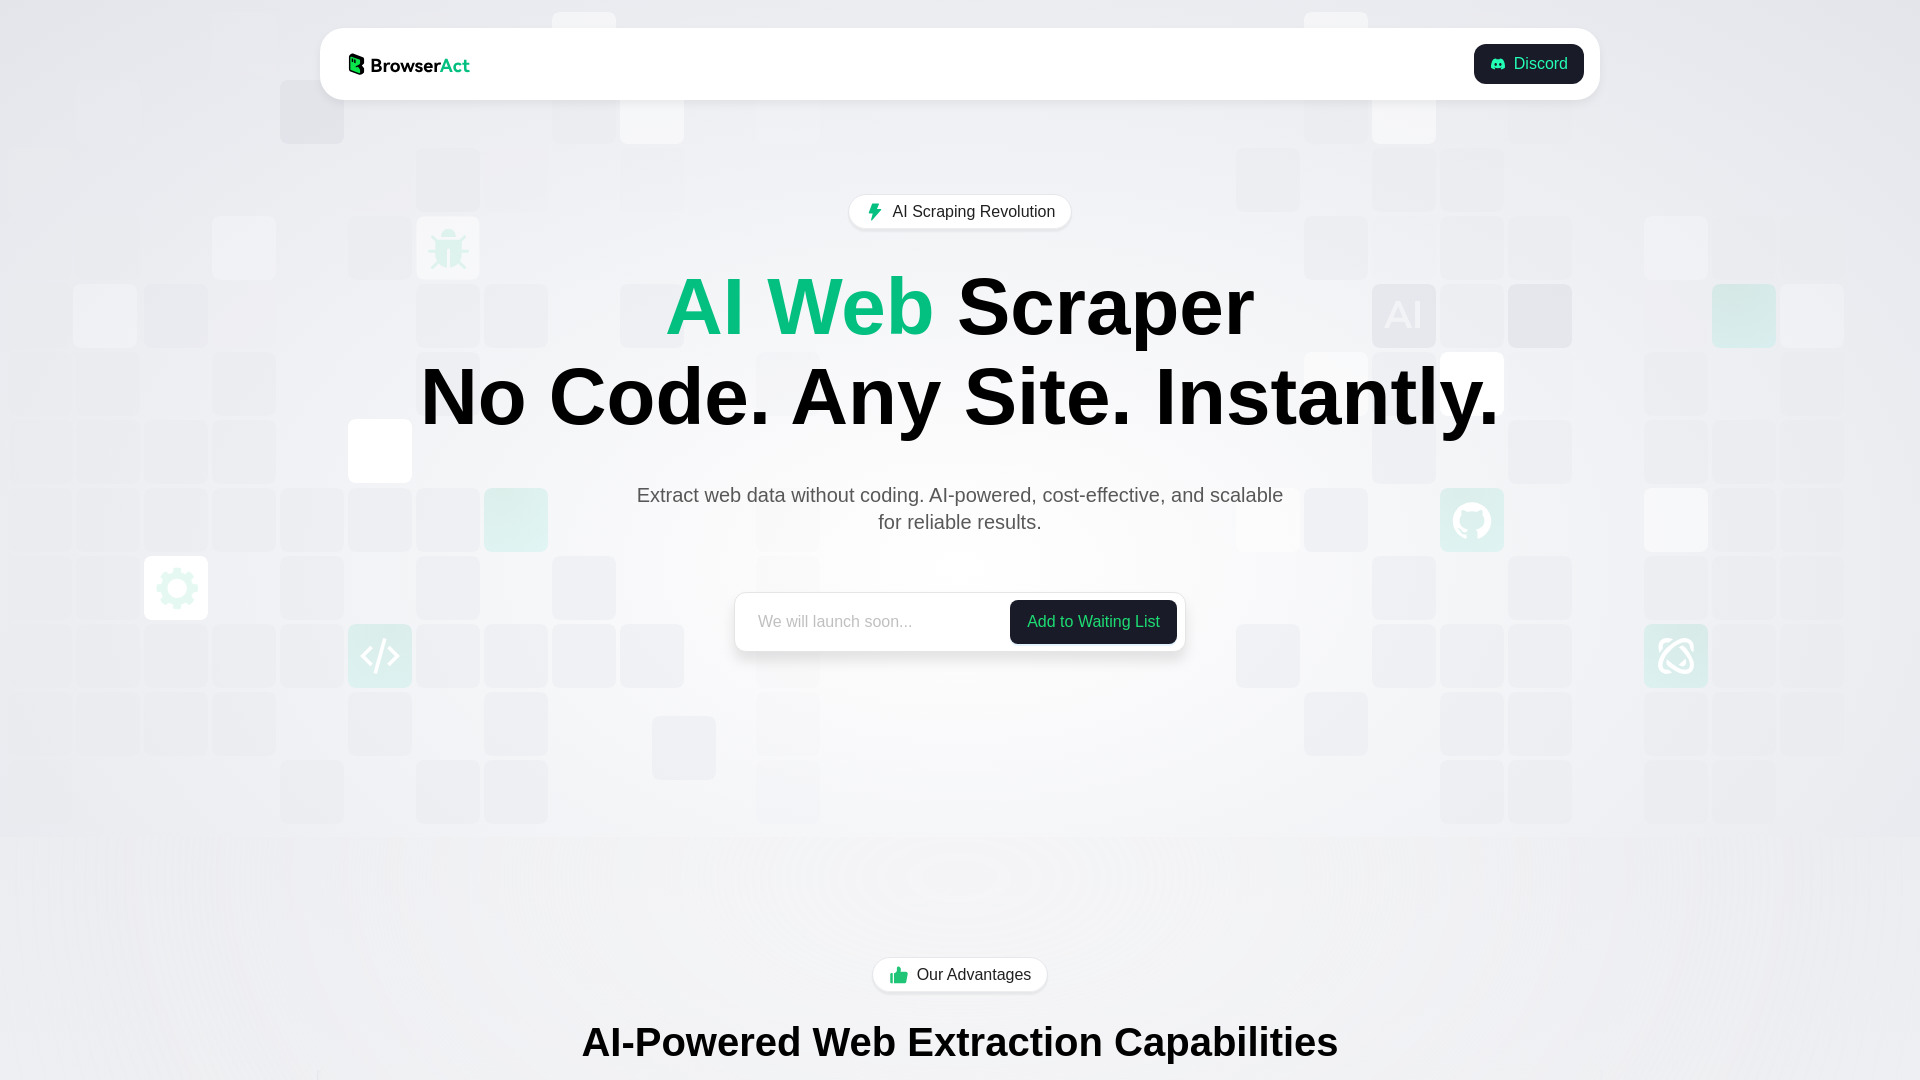 BrowserAct
Discord
AI Scraping Revolution
AI Web Scraper
No Code. Any Site. Instantly.
AI
Extract web data without coding. AI-powered, cost-effective, and scalable
for reliable results.
We will launch soon...
Add to Waiting List
</>
Our Advantages
AI-Powered Web Extraction Capabilities